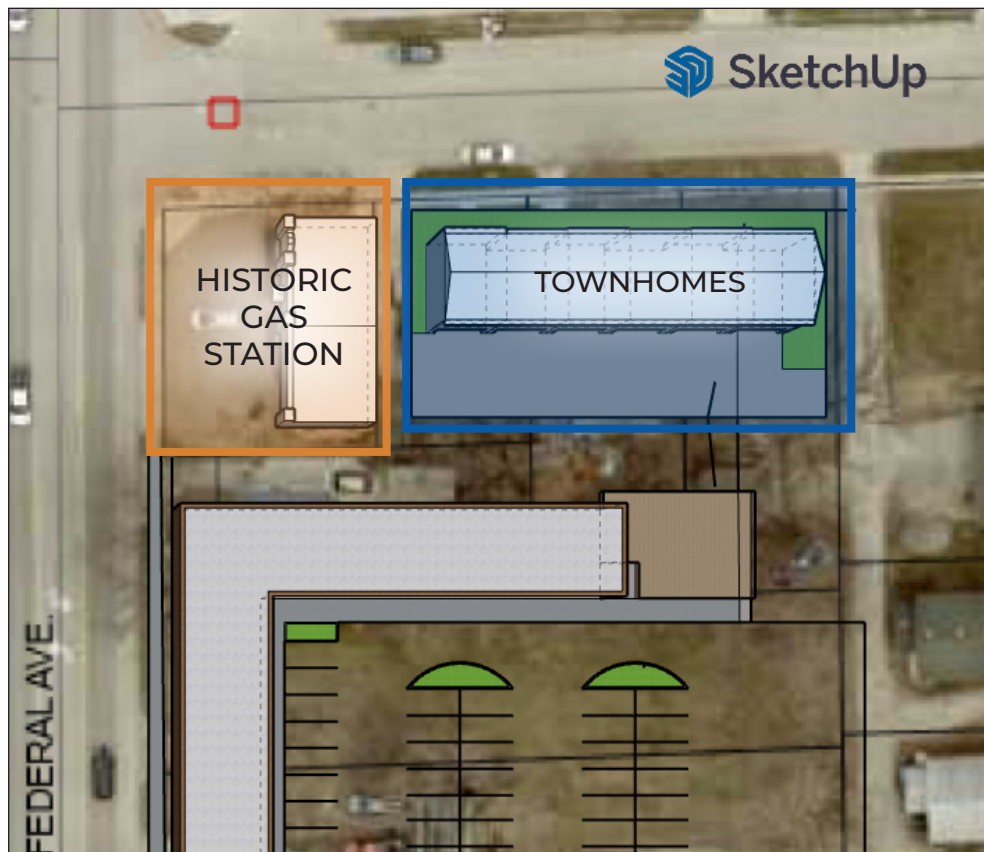 SketchUp
HISTORIC
GAS
STATION
TOWNHOMES
FEDERAL AVE.